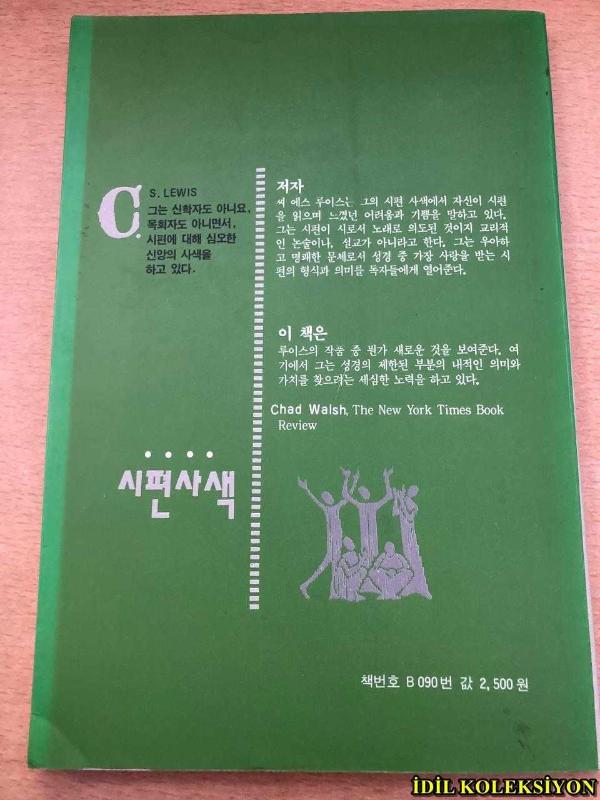 C.
S. LEWIS
그는 신학자도 아니요,
목회자도 아니면서,
시편에 대해 심오한
신앙의 사색을
하고 있다.
시편사색
저자
씨 에스 루이스는 그의 시편 사색에서 자신이 시편
을 읽으며 느꼈던 어려움과 기쁨을 말하고 있다.
그는 시편이 시로서 노래로 의도된 것이지 교리적
인 논술이나, 설교가 아니라고 한다. 그는 우아하
고 명쾌한 문체로서 성경 중 가장 사랑을 받는 시
편의 형식과 의미를 독자들에게 열어준다.
이 책은
루이스의 작품 중 뭔가 새로운 것을 보여준다. 여
기에서 그는 성경의 제한된 부분의 내적인 의미와
가치를 찾으려는 세심한 노력을 하고 있다.
Chad Walsh, The New York Times Book
Review
책번호 B 090번 값 2,500원
İDİL KOLEKSİYON